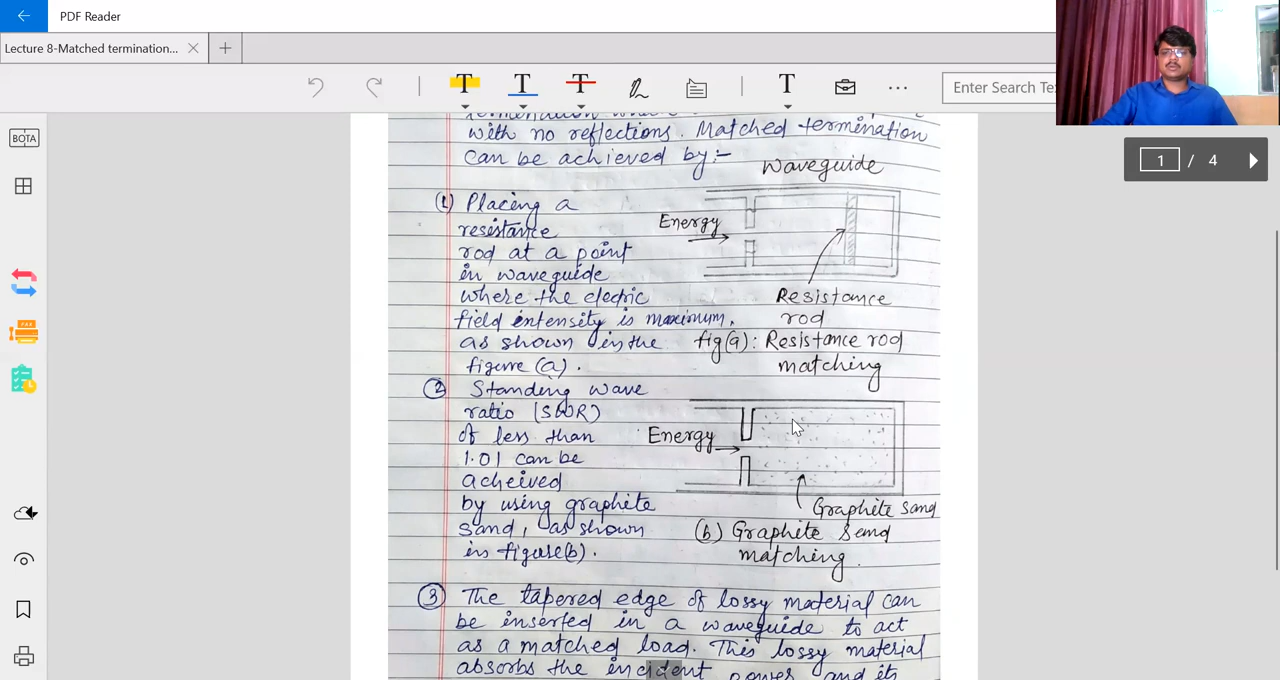 PDF Reader
Lecture 8-Matched termination...
Enter Search Te
BOTA
1 / 4
with no reflections. Matched termination
can be achieved by:-
Waveguide
(1) Placing a
resistance
rod at a point
in waveguide
where the electric
field intensity is maximum,
as shown in the
figure (a).
Energy
Resistance
rod
fig(a): Resistance rod
matching
(2) Standing wave
ratio (SWR)
of less than
1.01 can be
acheived
by using graphite
sand, as shown
in figure(b).
Energy
Graphite Sand
(b) Graphite Sand
matching.
(3) The tapered edge of lossy material can
be inserted in a waveguide to act
as a matched load. This lossy material
absorbs the incident power and its